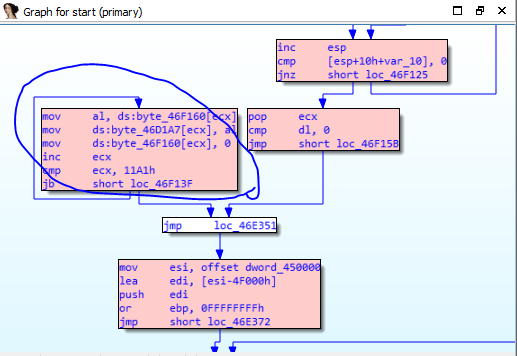 Graph for start (primary)
inc esp
cmp [esp+10h+var_10], 0
jnz short loc_46F125
mov al, ds:byte_46F160[ecx]
mov ds:byte_46D1A7[ecx], al
mov ds:byte_46F160[ecx], 0
inc ecx
cmp ecx, 11A1h
jb short loc_46F13F
pop ecx
cmp dl, 0
jmp short loc_46F15B
jmp loc_46E351
mov esi, offset dword_450000
lea edi, [esi-4F000h]
push edi
or ebp, 0FFFFFFFFh
jmp short loc_46E372